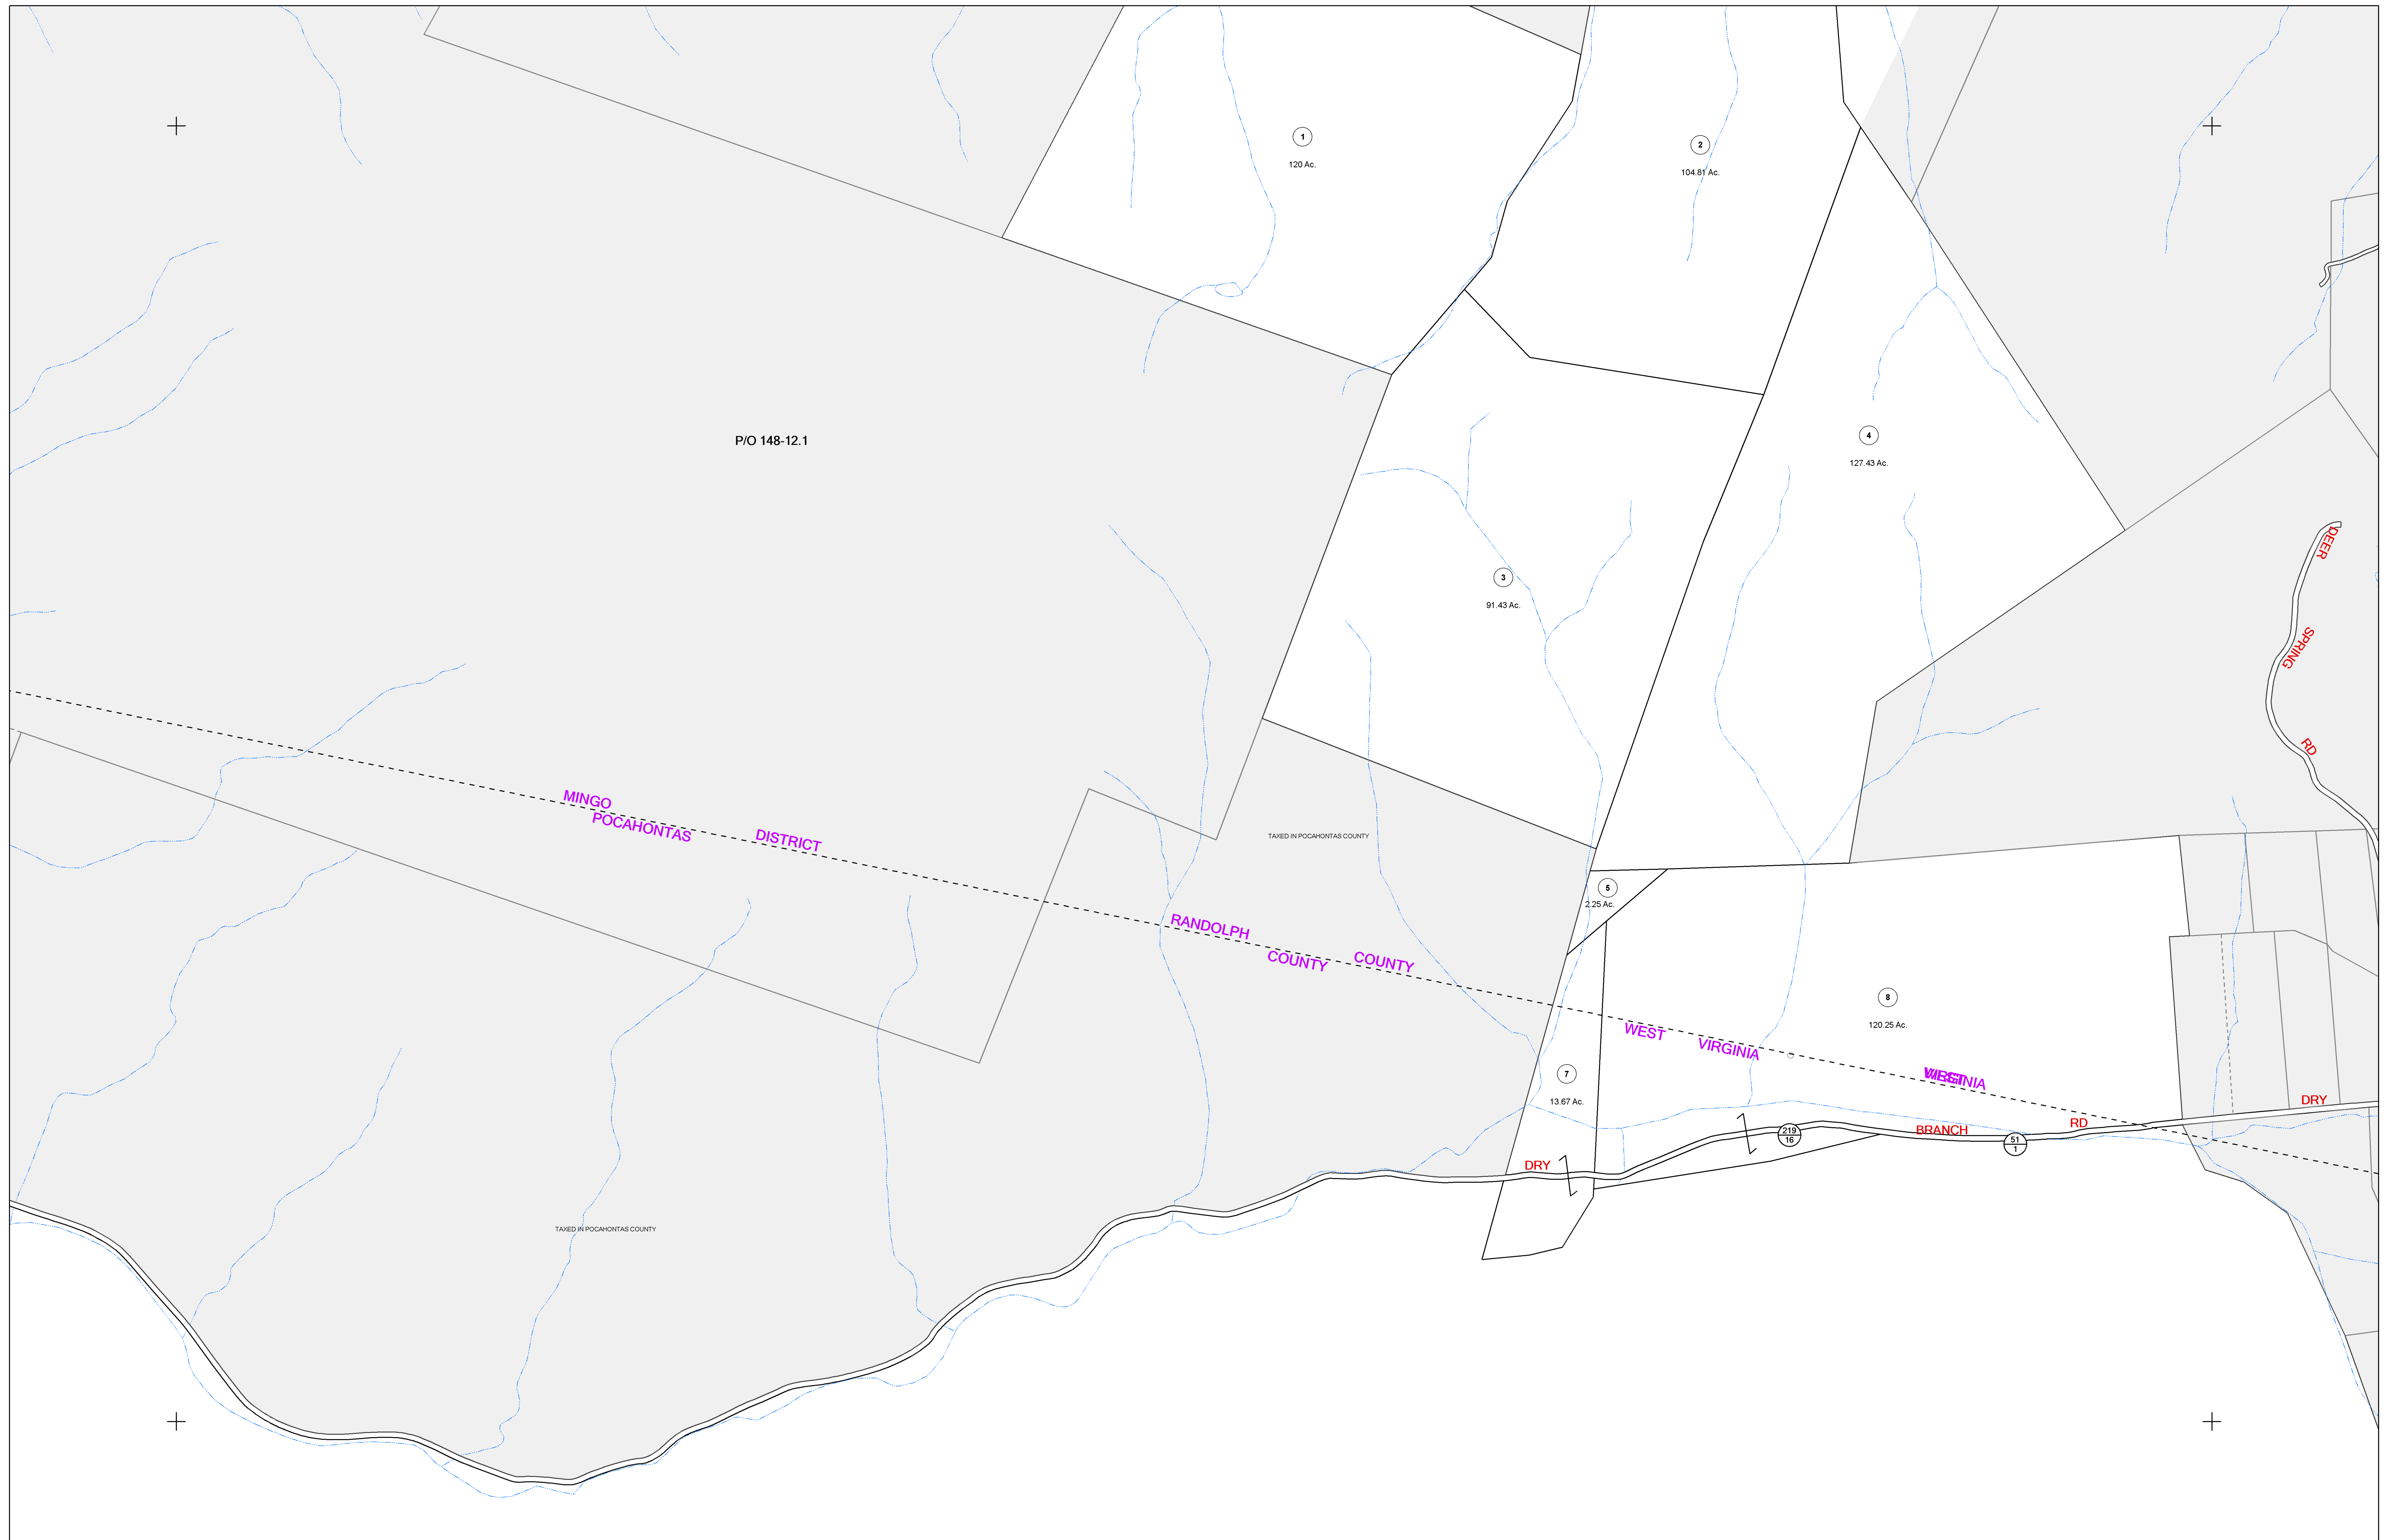 1
120 Ac.
2
104.81 Ac.
P/O 148-12.1
4
127.43 Ac.
3
91.43 Ac.
DEER
SPRING
RD
MINGO
DISTRICT
POCAHONTAS
TAXED IN POCAHONTAS COUNTY
5
2.25 Ac.
RANDOLPH
COUNTY
COUNTY
8
120.25 Ac.
WEST
VIRGINIA
7
13.67 Ac.
WEST
VIRGINIA
DRY
RD
BRANCH
219
16
51
1
DRY
TAXED IN POCAHONTAS COUNTY